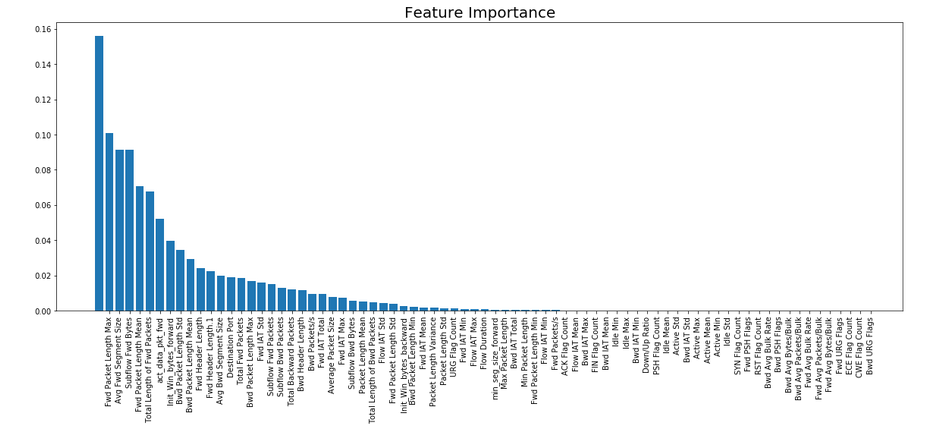 Feature Importance
0.16
0.14
0.12
0.10
0.08
0.06
0.04
0.02
0.00
Fwd Packet Length Max
Avg Fwd Segment Size
Subflow Fwd Bytes
Fwd Packet Length Mean
Total Length of Fwd Packets
act_data_pkt_fwd
Init_Win_bytes_forward
Bwd Packet Length Std
Bwd Packet Length Mean
Fwd Header Length
Fwd Header Length.1
Avg Bwd Segment Size
Destination Port
Total Fwd Packets
Bwd Packet Length Max
Fwd IAT Std
Subflow Fwd Packets
Subflow Bwd Packets
Total Backward Packets
Bwd Header Length
Bwd Packets/s
Fwd IAT Total
Average Packet Size
Fwd IAT Max
Subflow Bwd Bytes
Packet Length Mean
Total Length of Bwd Packets
Flow IAT Std
Fwd Packet Length Std
Init_Win_bytes_backward
Bwd Packet Length Min
Fwd IAT Mean
Packet Length Variance
Packet Length Std
URG Flag Count
Fwd IAT Min
Flow IAT Max
Flow Duration
min_seg_size_forward
Max Packet Length
Bwd IAT Total
Min Packet Length
Fwd Packet Length Min
Flow IAT Min
Fwd Packets/s
ACK Flag Count
Flow IAT Mean
Bwd IAT Max
FIN Flag Count
Bwd IAT Mean
Idle Min
Idle Max
Bwd IAT Min
Down/Up Ratio
PSH Flag Count
Idle Mean
Active Std
Bwd IAT Std
Active Max
Active Mean
Active Min
Idle Std
SYN Flag Count
Fwd PSH Flags
RST Flag Count
Bwd Avg Bulk Rate
Bwd PSH Flags
Bwd Avg Bytes/Bulk
Bwd Avg Packets/Bulk
Fwd Avg Bulk Rate
Fwd Avg Packets/Bulk
Fwd Avg Bytes/Bulk
Fwd URG Flags
ECE Flag Count
CWE Flag Count
Bwd URG Flags